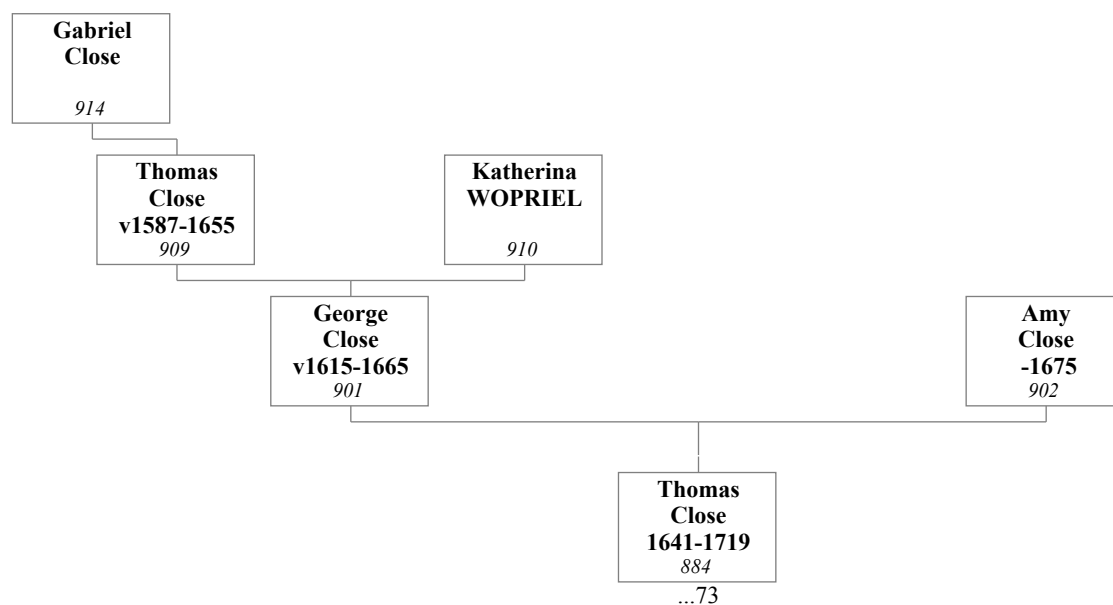 Gabriel
Close
914
Thomas
Close
v1587-1655
909
Katherina
WOPRIEL
910
George
Close
v1615-1665
901
Amy
Close
-1675
902
Thomas
Close
1641-1719
884
...73